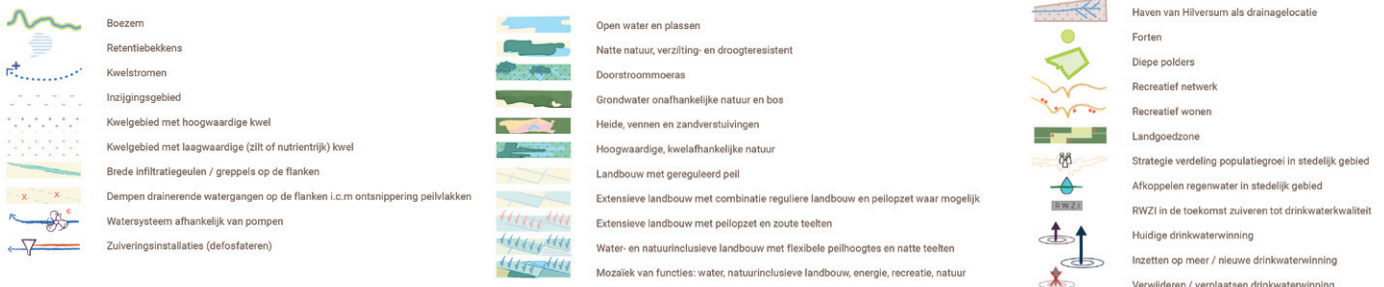 Boezem
Retentiebekkens
Kwelstromen
Inzijgingsgebied
Kwelgebied met hoogwaardige kwel
Kwelgebied met laagwaardige (zilt of nutrientrijk) kwel
Brede infiltratiegeulen / greppels op de flanken
Dempen drainerende watergangen op de flanken i.c.m ontsnippering peilvlakken
Watersysteem afhankelijk van pompen
Zuiveringsinstallaties (defosfateren)
Open water en plassen
Natte natuur, verzilting- en droogteresistent
Doorstroommoeras
Grondwater onafhankelijke natuur en bos
Heide, vennen en zandverstuivingen
Hoogwaardige, kwelafhankelijke natuur
Landbouw met gereguleerd peil
Extensieve landbouw met combinatie reguliere landbouw en peilopzet waar mogelijk
Extensieve landbouw met peilopzet en zoute teelten
Water- en natuurinclusieve landbouw met flexibele peilhoogtes en natte teelten
Mozaïek van functies: water, natuurinclusieve landbouw, energie, recreatie, natuur
Haven van Hilversum als drainagelocatie
Forten
Diepe polders
Recreatief netwerk
Recreatief wonen
Landgoedzone
Strategie verdeling populatiegroei in stedelijk gebied
Afkoppelen regenwater in stedelijk gebied
RWZI
RWZI in de toekomst zuiveren tot drinkwaterkwaliteit
Huidige drinkwaterwinning
Inzetten op meer / nieuwe drinkwaterwinning
Verwijderen / verplaatsen drinkwaterwinning